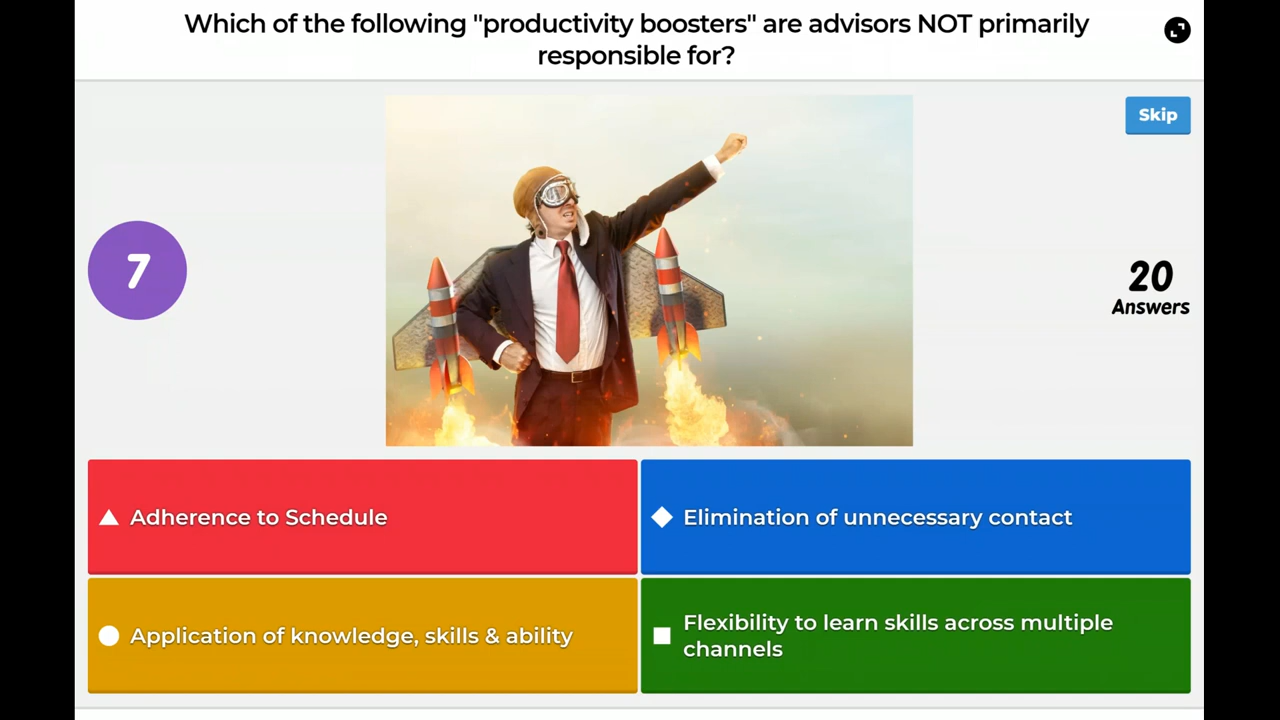 Which of the following "productivity boosters" are advisors NOT primarily
responsible for?
Skip
7
20
Answers
Adherence to Schedule
Elimination of unnecessary contact
Application of knowledge, skills & ability
Flexibility to learn skills across multiple
channels